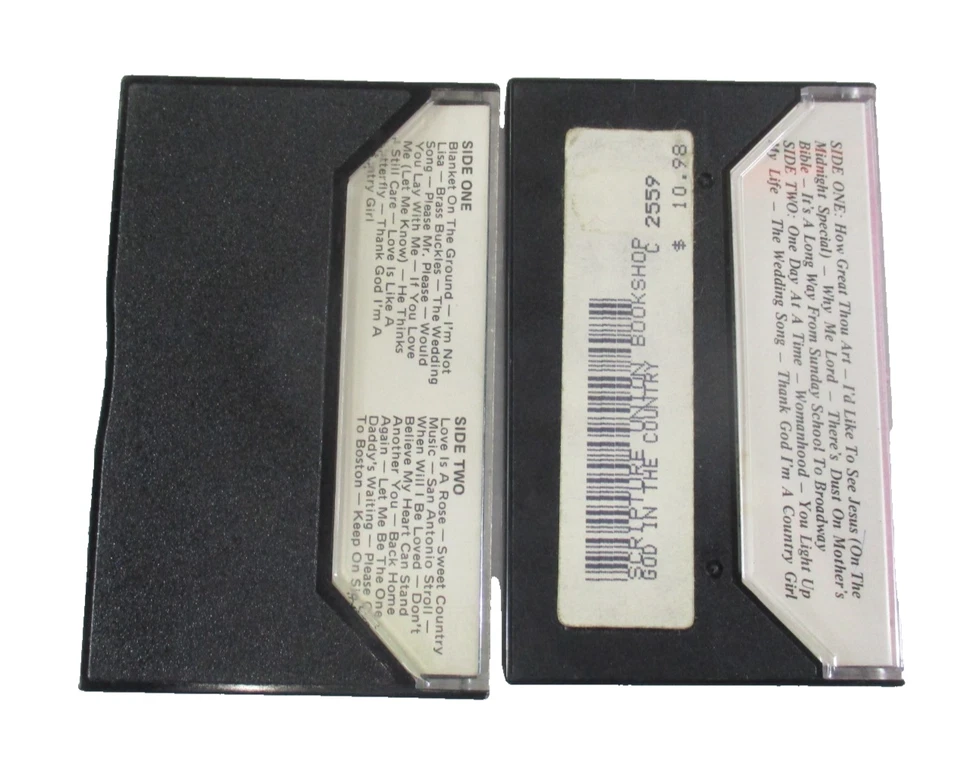 SIDE ONE
Blanket On The Ground — I'm Not
Lisa — Brass Buckles — The Wedding
Song — Please Mr. Please — Would
You Lay With Me — If You Love
Me (Let Me Know) — He Thinks
I Still Care — Love Is Like A
Butterfly — Thank God I'm A
Country Girl
SIDE TWO
Love Is A Rose — Sweet Country
Music — San Antonio Stroll —
When Will I Be Loved — Don't
Believe My Heart Can Stand
Another You — Back Home
Again — Let Me Be The One
Daddy's Waiting — Please
To Boston — Keep On
$ 10.98
C 2559
SCRIPTURE UNION BOOKSHOP
GOD IN THE COUNTRY
SIDE ONE: How Great Thou Art – I'd Like To See Jesus (On The
Midnight Special) – Why Me Lord – There's Dust On Mother's
Bible – It's A Long Way From Sunday School To Broadway
SIDE TWO: One Day At A Time – Womanhood – You Light Up
My Life – The Wedding Song – Thank God I'm A Country Girl